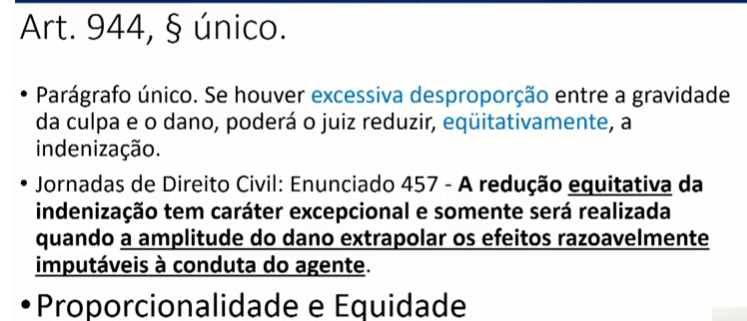 Art. 944, § único.
• Parágrafo único. Se houver excessiva desproporção entre a gravidade
da culpa e o dano, poderá o juiz reduzir, eqüitativamente, a
indenização.
• Jornadas de Direito Civil: Enunciado 457 - A redução equitativa da
indenização tem caráter excepcional e somente será realizada
quando a amplitude do dano extrapolar os efeitos razoavelmente
imputáveis à conduta do agente.
• Proporcionalidade e Equidade